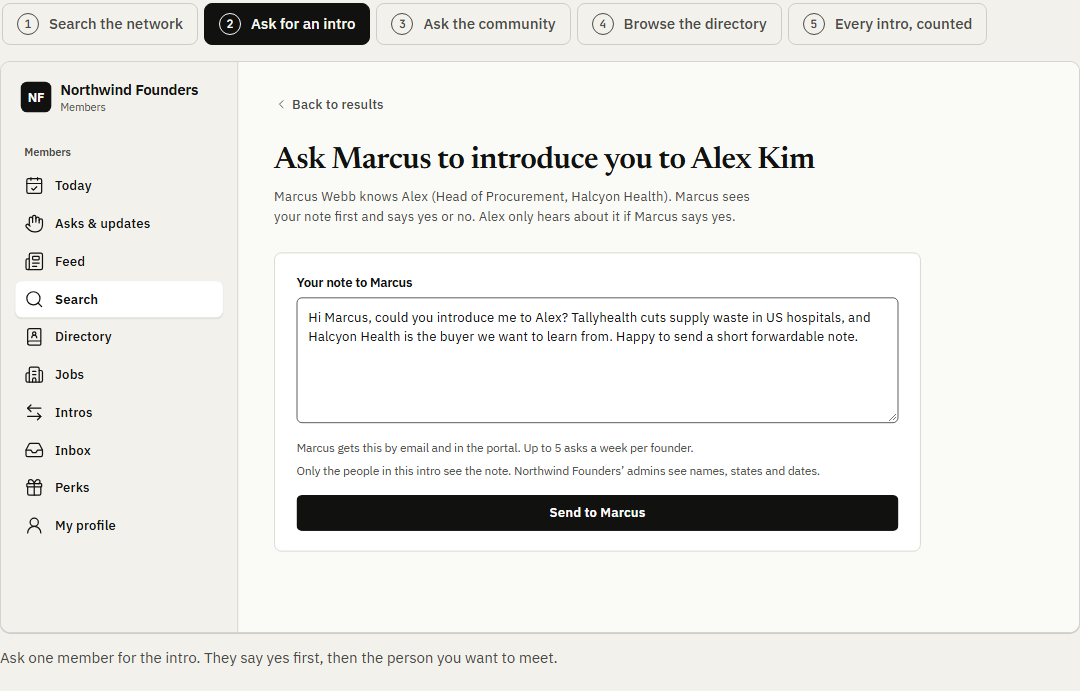 1 Search the network
2 Ask for an intro
3 Ask the community
4 Browse the directory
5 Every intro, counted
NF
Northwind Founders
Members
Members
Today
Asks & updates
Feed
Search
Directory
Jobs
Intros
Inbox
Perks
My profile
Back to results
Ask Marcus to introduce you to Alex Kim
Marcus Webb knows Alex (Head of Procurement, Halcyon Health). Marcus sees
your note first and says yes or no. Alex only hears about it if Marcus says yes.
Your note to Marcus
Hi Marcus, could you introduce me to Alex? Tallyhealth cuts supply waste in US hospitals, and
Halcyon Health is the buyer we want to learn from. Happy to send a short forwardable note.
Marcus gets this by email and in the portal. Up to 5 asks a week per founder.
Only the people in this intro see the note. Northwind Founders’ admins see names, states and dates.
Send to Marcus
Ask one member for the intro. They say yes first, then the person you want to meet.